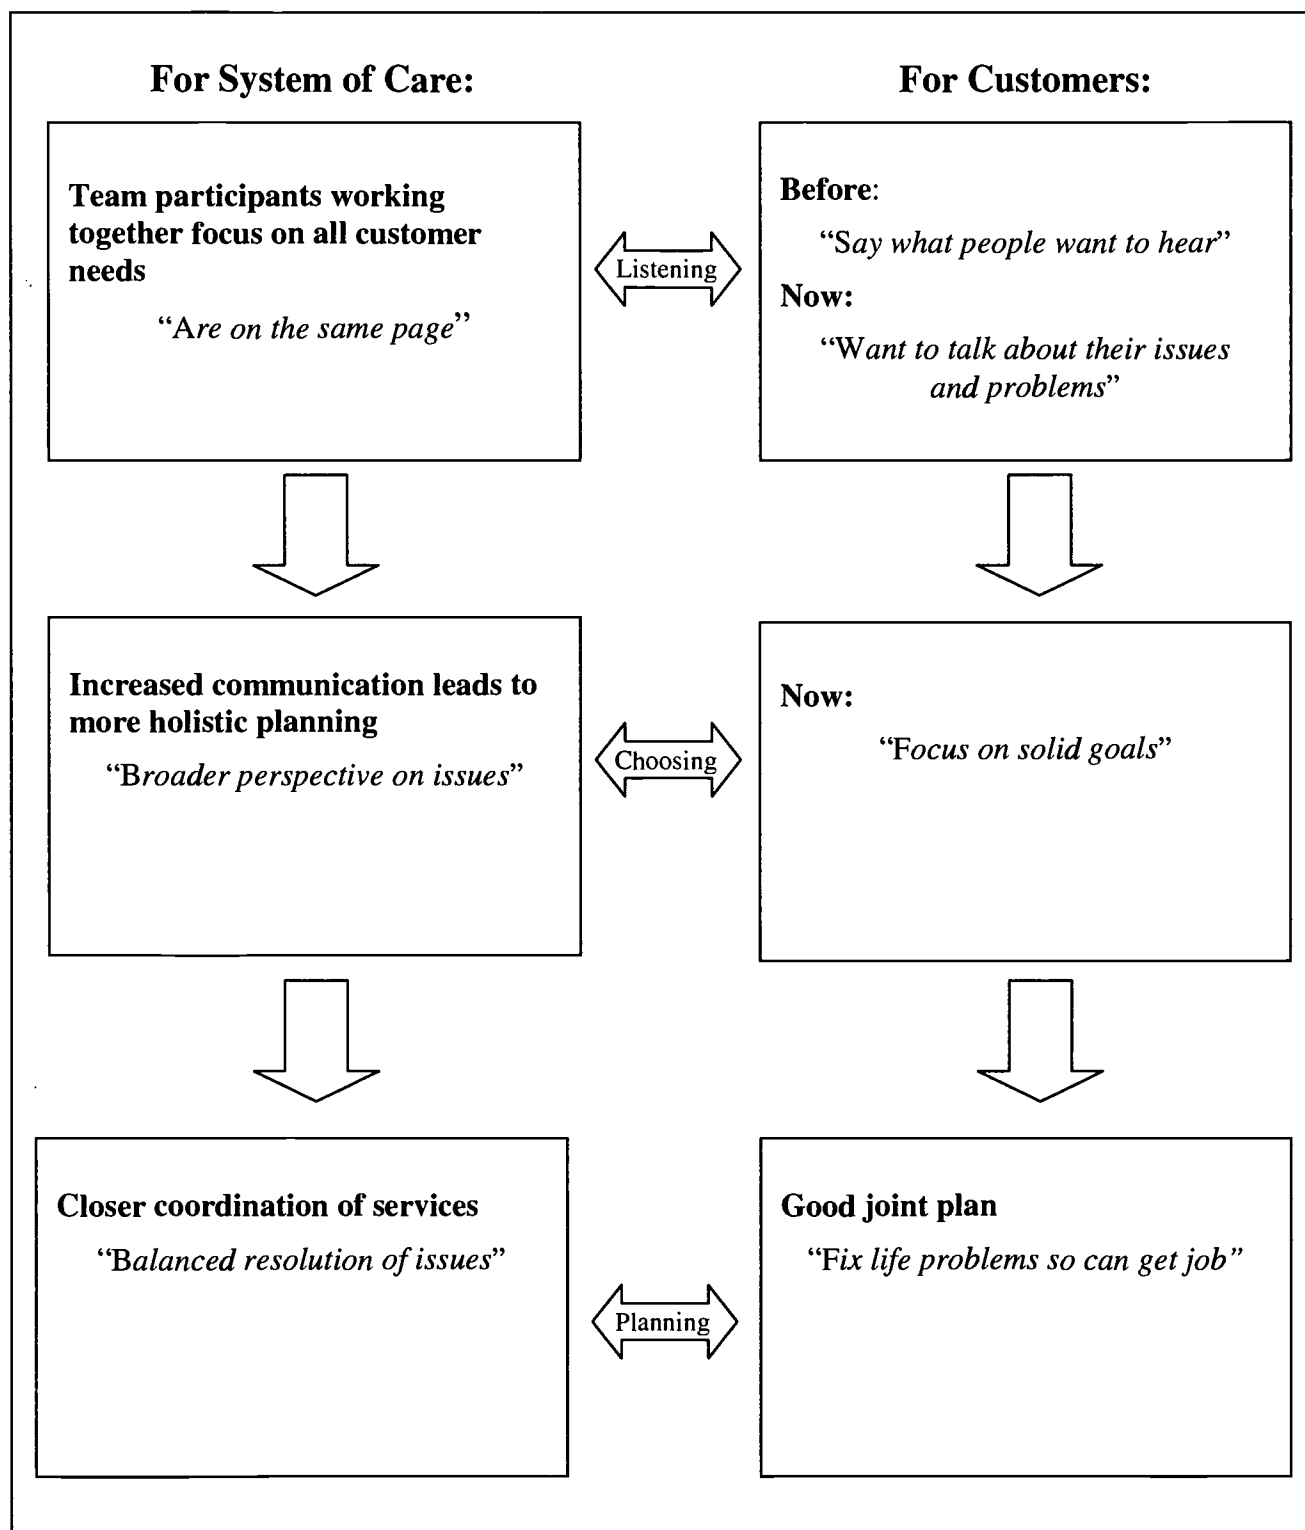 For System of Care:
For Customers:
Team participants working
together focus on all customer
needs
“Are on the same page”
Listening
Before:
“Say what people want to hear”
Now:
“Want to talk about their issues
and problems”
Increased communication leads to
more holistic planning
“Broader perspective on issues”
Choosing
Now:
“Focus on solid goals”
Closer coordination of services
“Balanced resolution of issues”
Planning
Good joint plan
“Fix life problems so can get job”